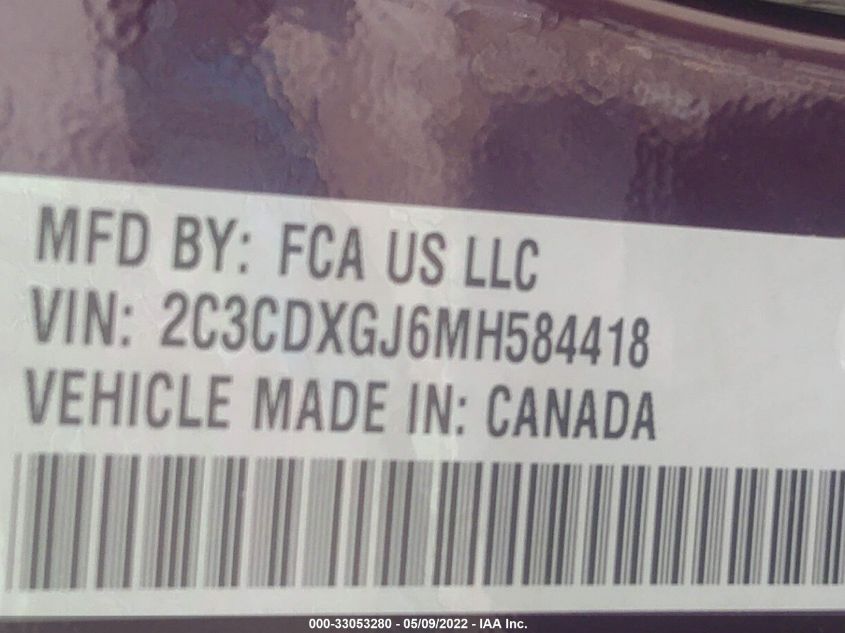 MFD BY: FCA US LLC
VIN: 2C3CDXGJ6MH584418
VEHICLE MADE IN: CANADA
000-33053280 - 05/09/2022 - IAA Inc.